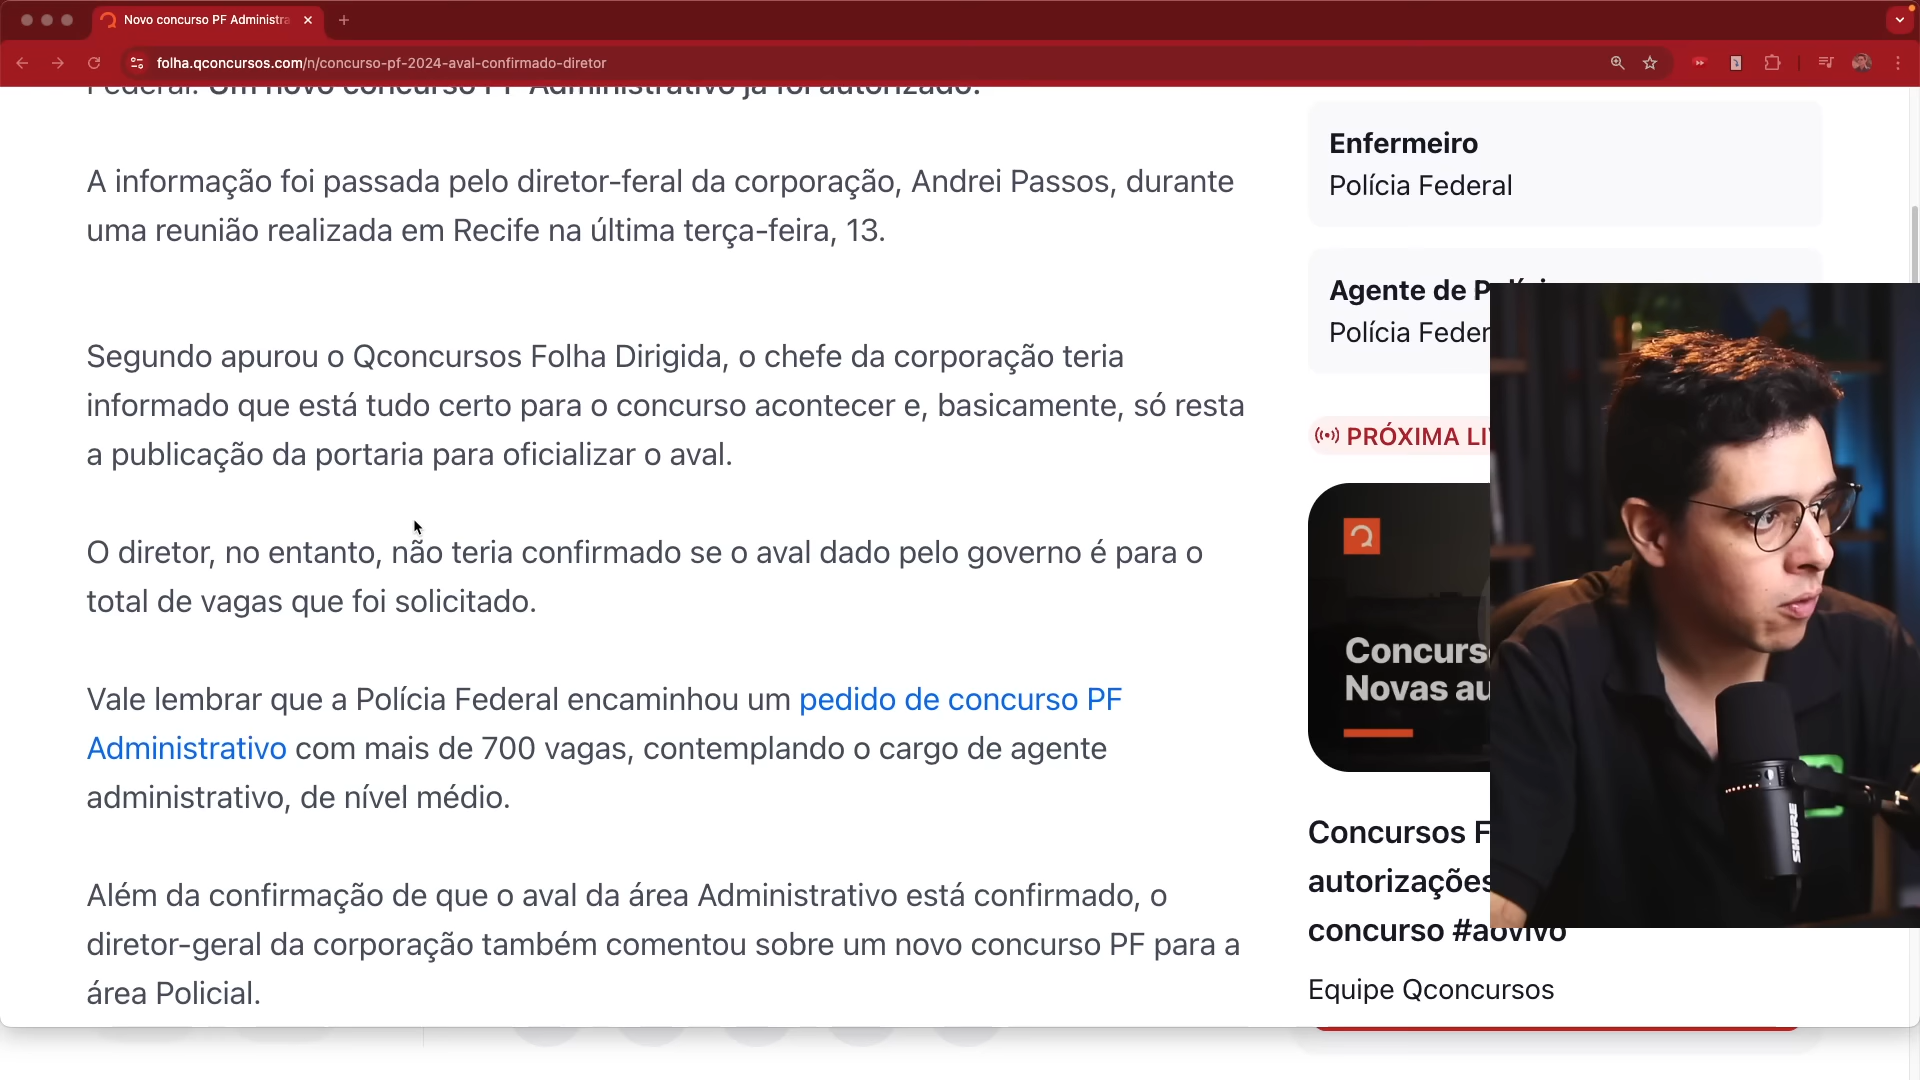 Novo concurso PF Administra
folha.qconcursos.com/n/concurso-pf-2024-aval-confirmado-diretor
Federal. Um novo concurso PF Administrativo já foi autorizado.
A informação foi passada pelo diretor-feral da corporação, Andrei Passos, durante
uma reunião realizada em Recife na última terça-feira, 13.
Segundo apurou o Qconcursos Folha Dirigida, o chefe da corporação teria
informado que está tudo certo para o concurso acontecer e, basicamente, só resta
a publicação da portaria para oficializar o aval.
O diretor, no entanto, não teria confirmado se o aval dado pelo governo é para o
total de vagas que foi solicitado.
Vale lembrar que a Polícia Federal encaminhou um pedido de concurso PF
Administrativo com mais de 700 vagas, contemplando o cargo de agente
administrativo, de nível médio.
Além da confirmação de que o aval da área Administrativo está confirmado, o
diretor-geral da corporação também comentou sobre um novo concurso PF para a
área Policial.
Enfermeiro
Polícia Federal
Agente de Políci
Polícia Feder
PRÓXIMA LI
Concurs
Novas au
Concursos F
autorizações
concurso #aovivo
Equipe Qconcursos
SHURE